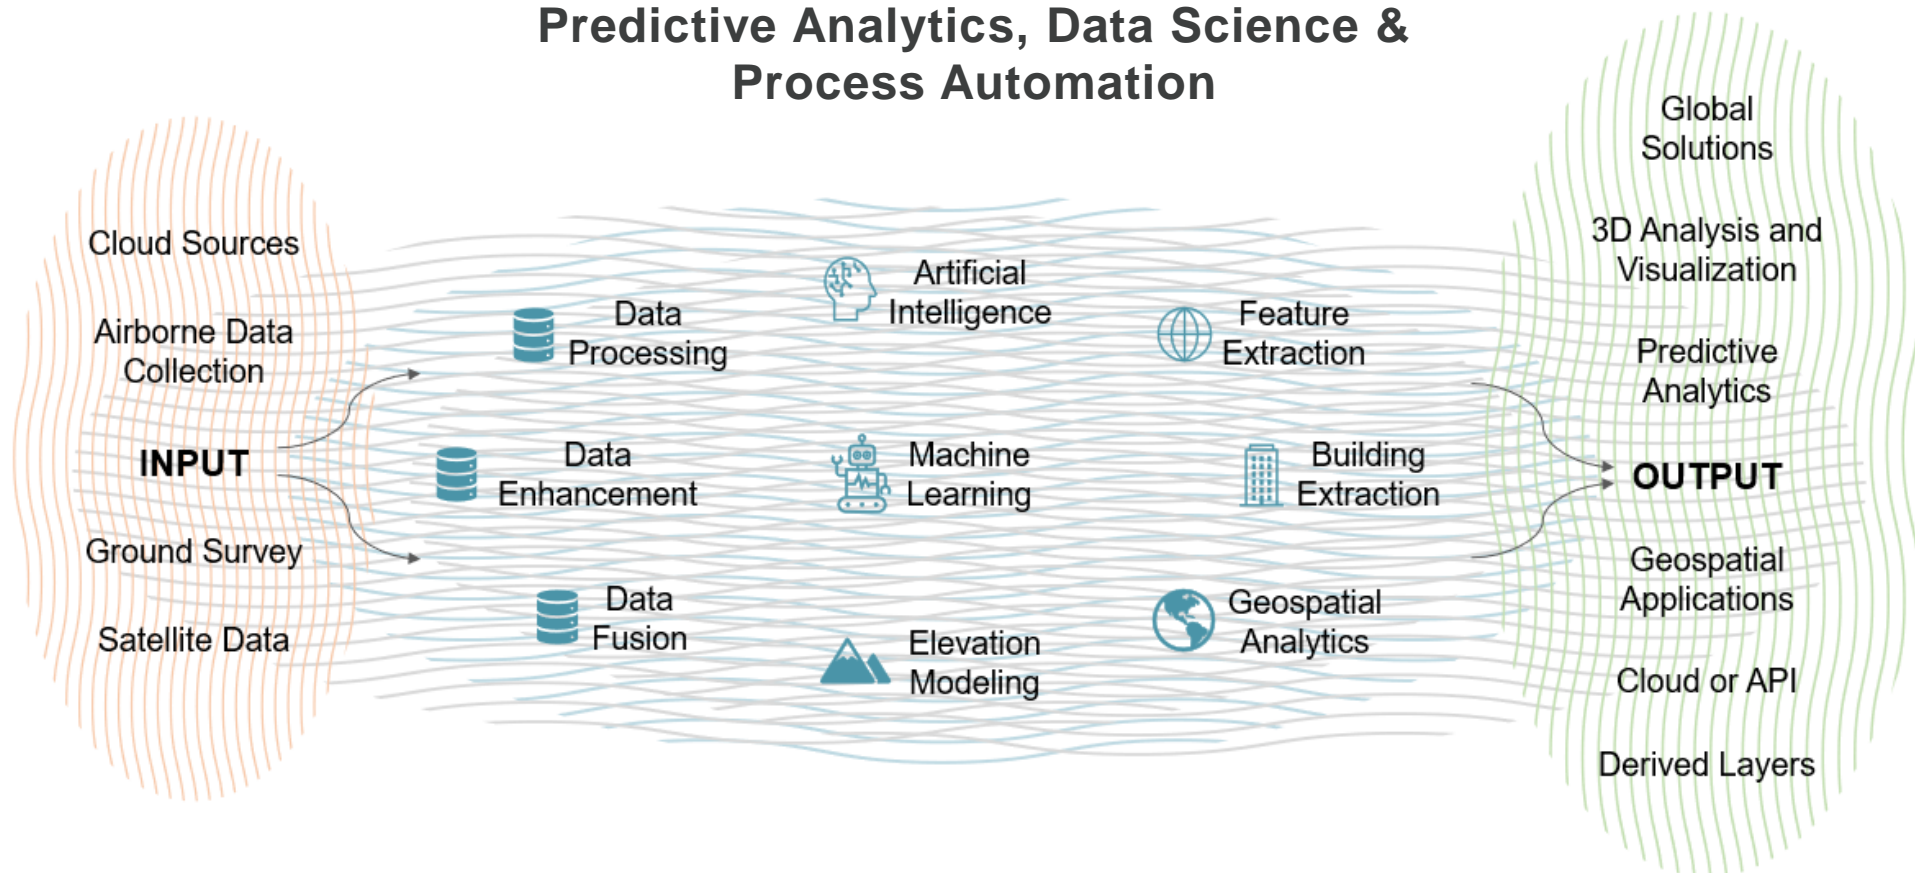 Predictive Analytics, Data Science &
Process Automation
Cloud Sources
Airborne Data
Collection
INPUT
Ground Survey
Satellite Data
Data
Processing
Data
Enhancement
Data
Fusion
Artificial
Intelligence
Machine
Learning
Elevation
Modeling
Feature
Extraction
Building
Extraction
Geospatial
Analytics
Global
Solutions
3D Analysis and
Visualization
Predictive
Analytics
OUTPUT
Geospatial
Applications
Cloud or API
Derived Layers